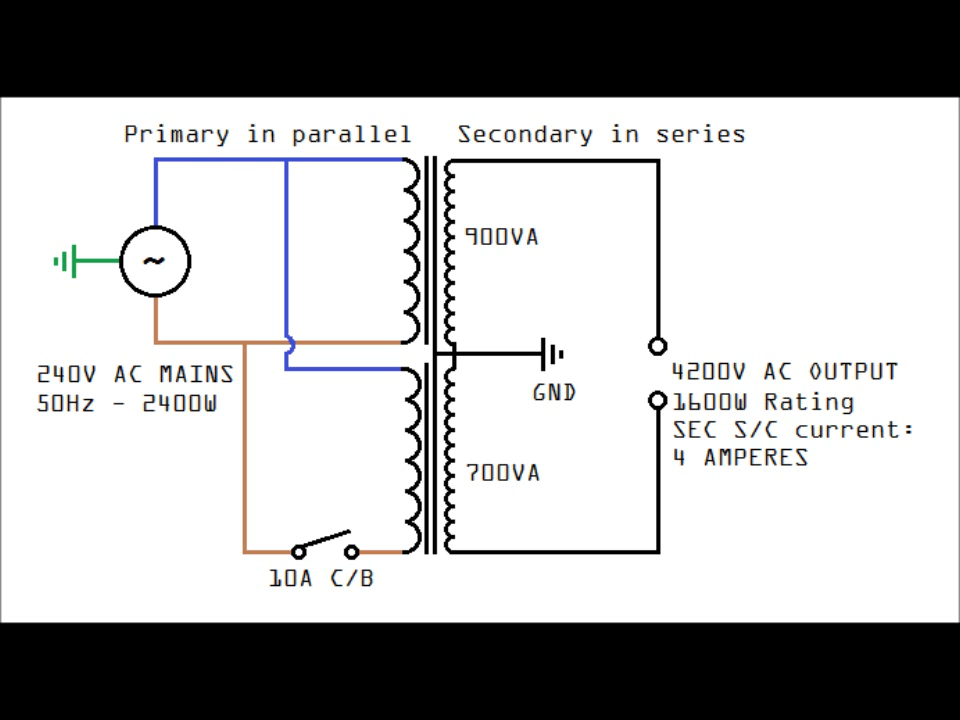 Primary in parallel
Secondary in series
900VA
~
240V AC MAINS
50Hz - 2400W
GND
4200V AC OUTPUT
1600W Rating
SEC S/C current:
4 AMPERES
700VA
10A C/B